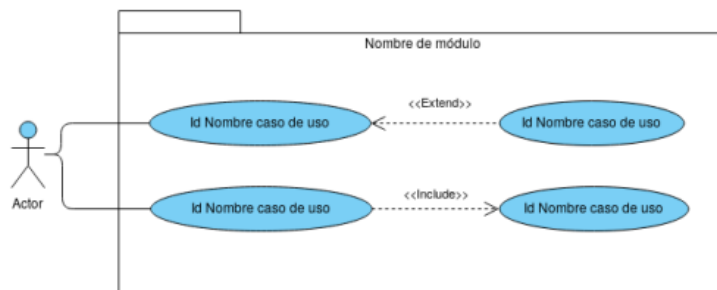 Nombre de módulo
<<Extend>>
Id Nombre caso de uso
Id Nombre caso de uso
Actor
<<Include>>
Id Nombre caso de uso
Id Nombre caso de uso